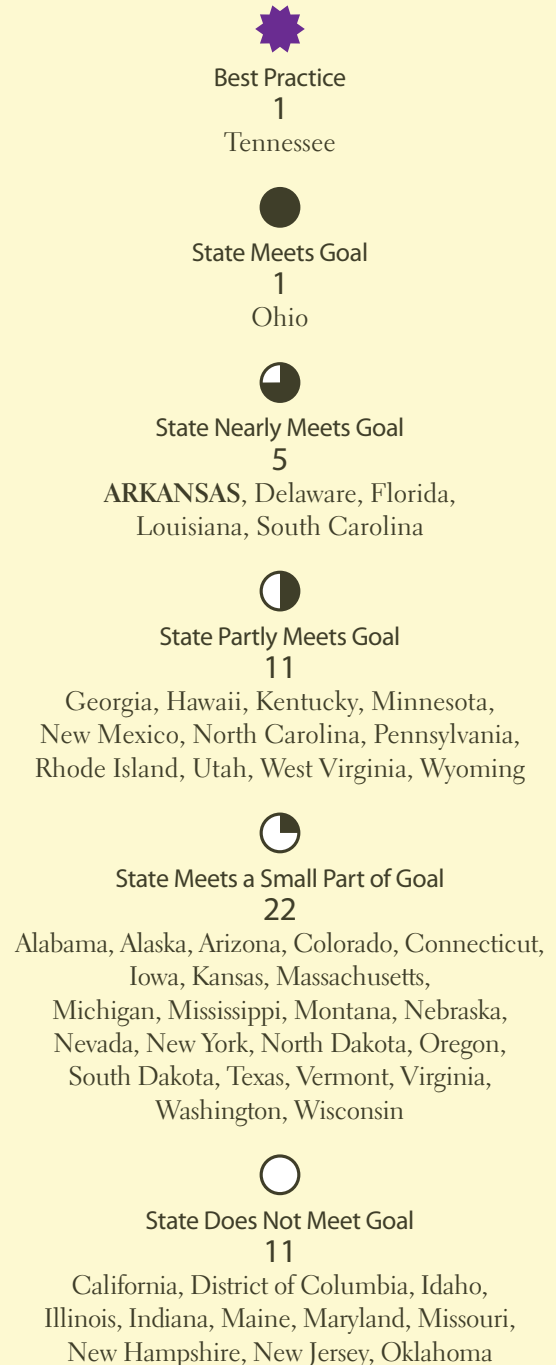 Best Practice
1
Tennessee
State Meets Goal
1
Ohio
State Nearly Meets Goal
5
ARKANSAS, Delaware, Florida,
Louisiana, South Carolina
State Partly Meets Goal
11
Georgia, Hawaii, Kentucky, Minnesota,
New Mexico, North Carolina, Pennsylvania,
Rhode Island, Utah, West Virginia, Wyoming
State Meets a Small Part of Goal
22
Alabama, Alaska, Arizona, Colorado, Connecticut,
Iowa, Kansas, Massachusetts,
Michigan, Mississippi, Montana, Nebraska,
Nevada, New York, North Dakota, Oregon,
South Dakota, Texas, Vermont, Virginia,
Washington, Wisconsin
State Does Not Meet Goal
11
California, District of Columbia, Idaho,
Illinois, Indiana, Maine, Maryland, Missouri,
New Hampshire, New Jersey, Oklahoma